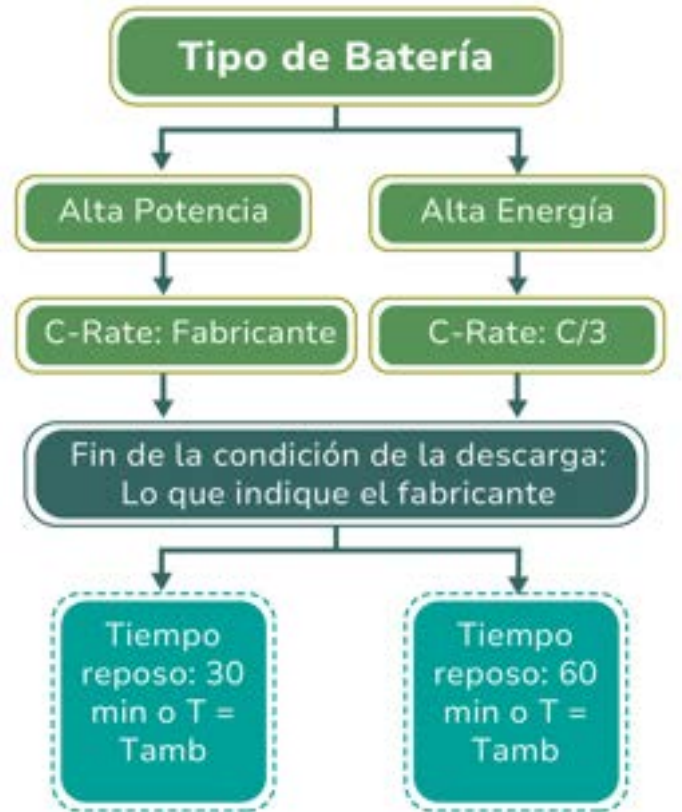 Tipo de Batería
Alta Potencia
Alta Energía
C-Rate: Fabricante
C-Rate: C/3
Fin de la condición de la descarga:
Lo que indique el fabricante
Tiempo
reposo: 30
min o T =
Tamb
Tiempo
reposo: 60
min o T =
Tamb